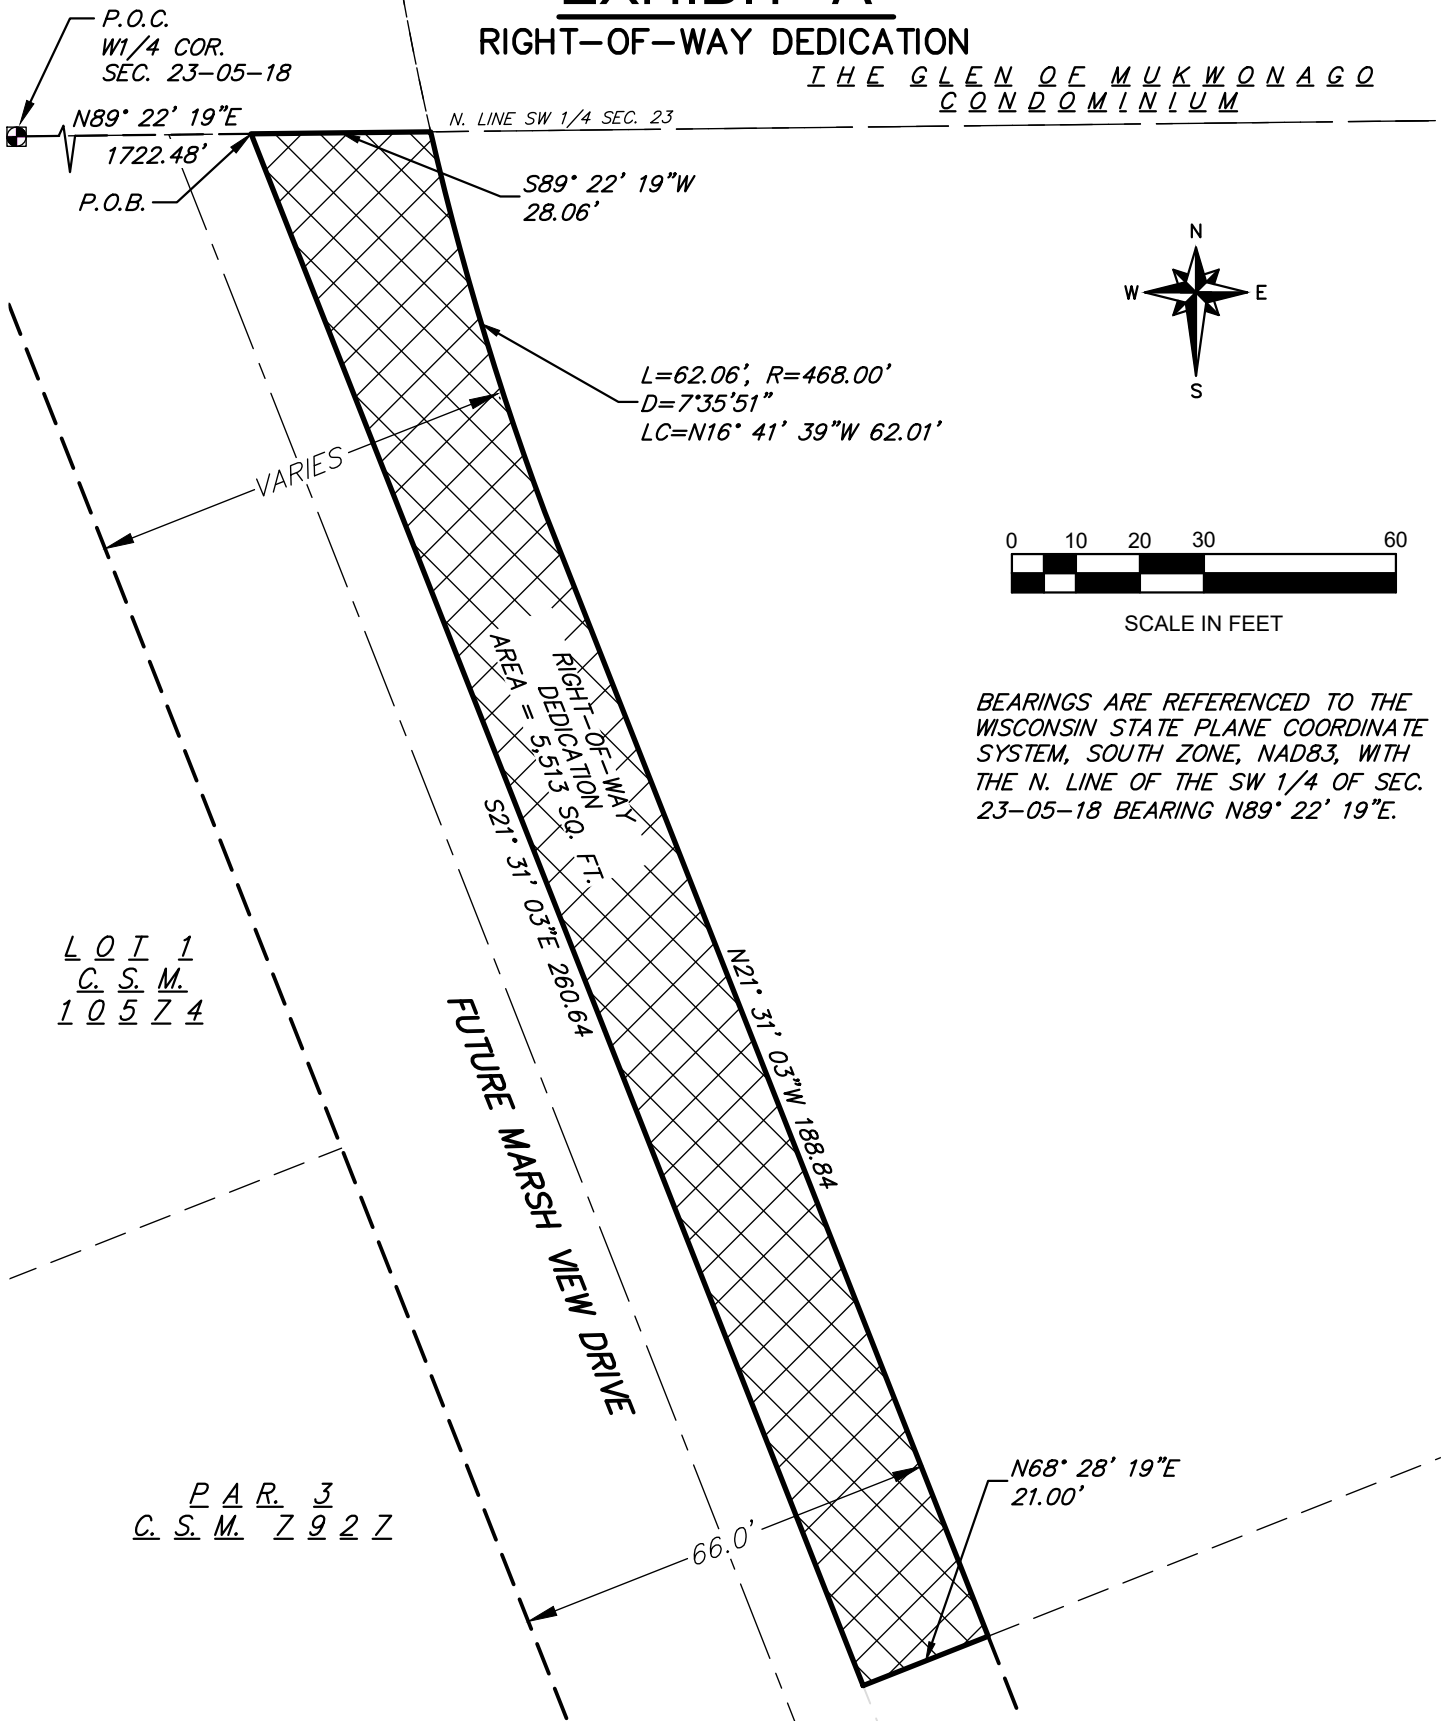 EXHIBIT "A"
RIGHT-OF-WAY DEDICATION
THE GLEN OF MUKWONAGO
CONDOMINIUM
P.O.C.
W1/4 COR.
SEC. 23-05-18
N89° 22' 19"E
1722.48'
P.O.B.
N. LINE SW 1/4 SEC. 23
S89° 22' 19"W
28.06'
N
W E
S
L=62.06', R=468.00'
D=7°35'51"
LC=N16° 41' 39"W 62.01'
VARIES
0 10 20 30 60
SCALE IN FEET
RIGHT-OF-WAY
DEDICATION
AREA = 5,513 SQ. FT.
BEARINGS ARE REFERENCED TO THE
WISCONSIN STATE PLANE COORDINATE
SYSTEM, SOUTH ZONE, NAD83, WITH
THE N. LINE OF THE SW 1/4 OF SEC.
23-05-18 BEARING N89° 22' 19"E.
S21° 31' 03"E 260.64
N21° 31' 03"W 188.84
LOT 1
C.S.M.
10574
FUTURE MARSH VIEW DRIVE
PAR. 3
C.S.M. 7927
66.0'
N68° 28' 19"E
21.00'